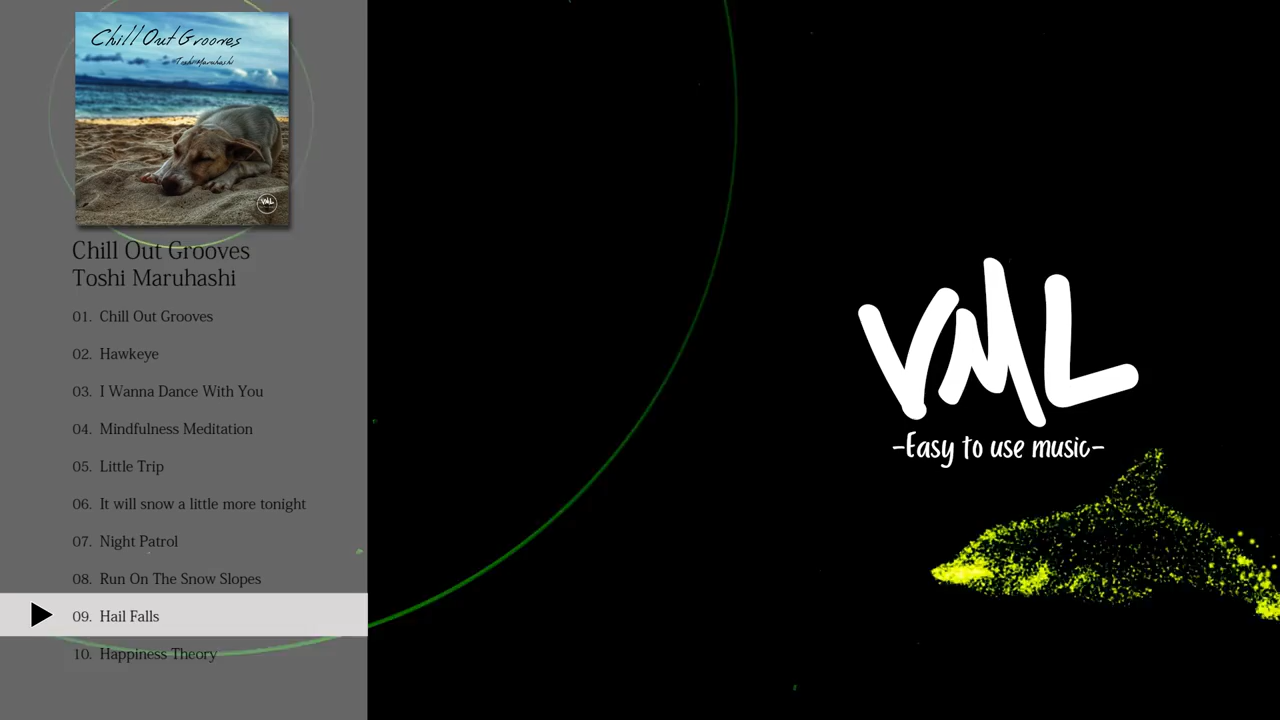 Chill Out Grooves
Toshi Maruhashi
VML
Chill Out Grooves
Toshi Maruhashi
01. Chill Out Grooves
02. Hawkeye
03. I Wanna Dance With You
04. Mindfulness Meditation
05. Little Trip
06. It will snow a little more tonight
07. Night Patrol
08. Run On The Snow Slopes
09. Hail Falls
10. Happiness Theory
VML
-Easy to use music-